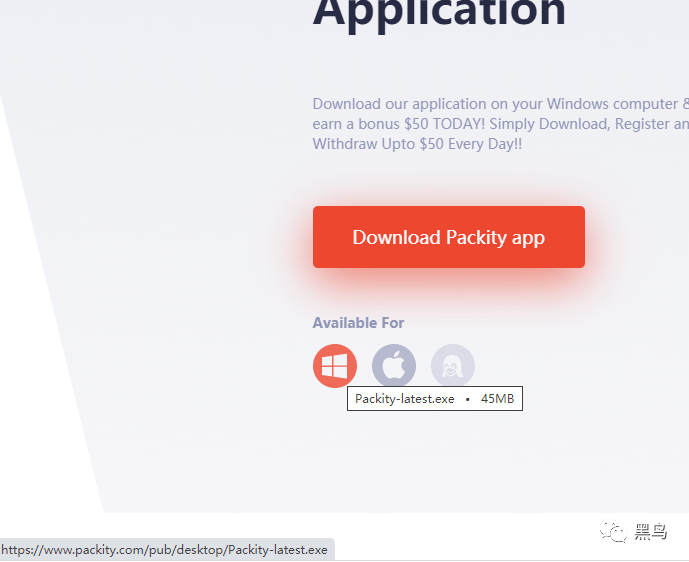 Application
Download our application on your Windows computer &
earn a bonus $50 TODAY! Simply Download, Register an
Withdraw Upto $50 Every Day!!
Download Packity app
Available For
Packity-latest.exe • 45MB
黑鸟
https://www.packity.com/pub/desktop/Packity-latest.exe